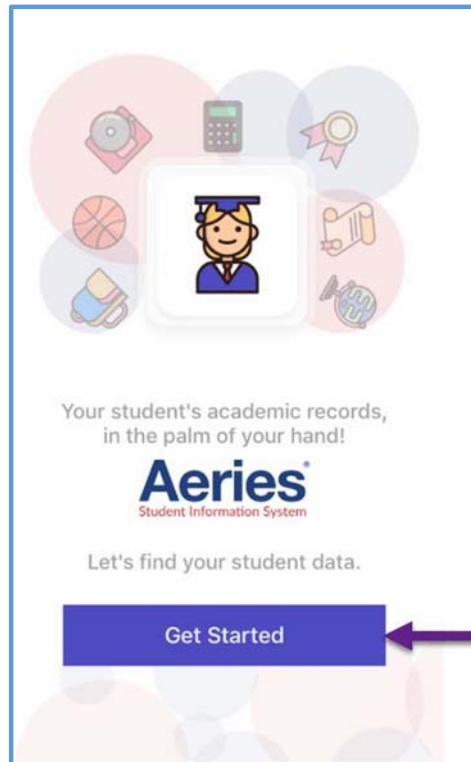 Your student's academic records,
in the palm of your hand!
Aeries®
Student Information System
Let's find your student data.
Get Started